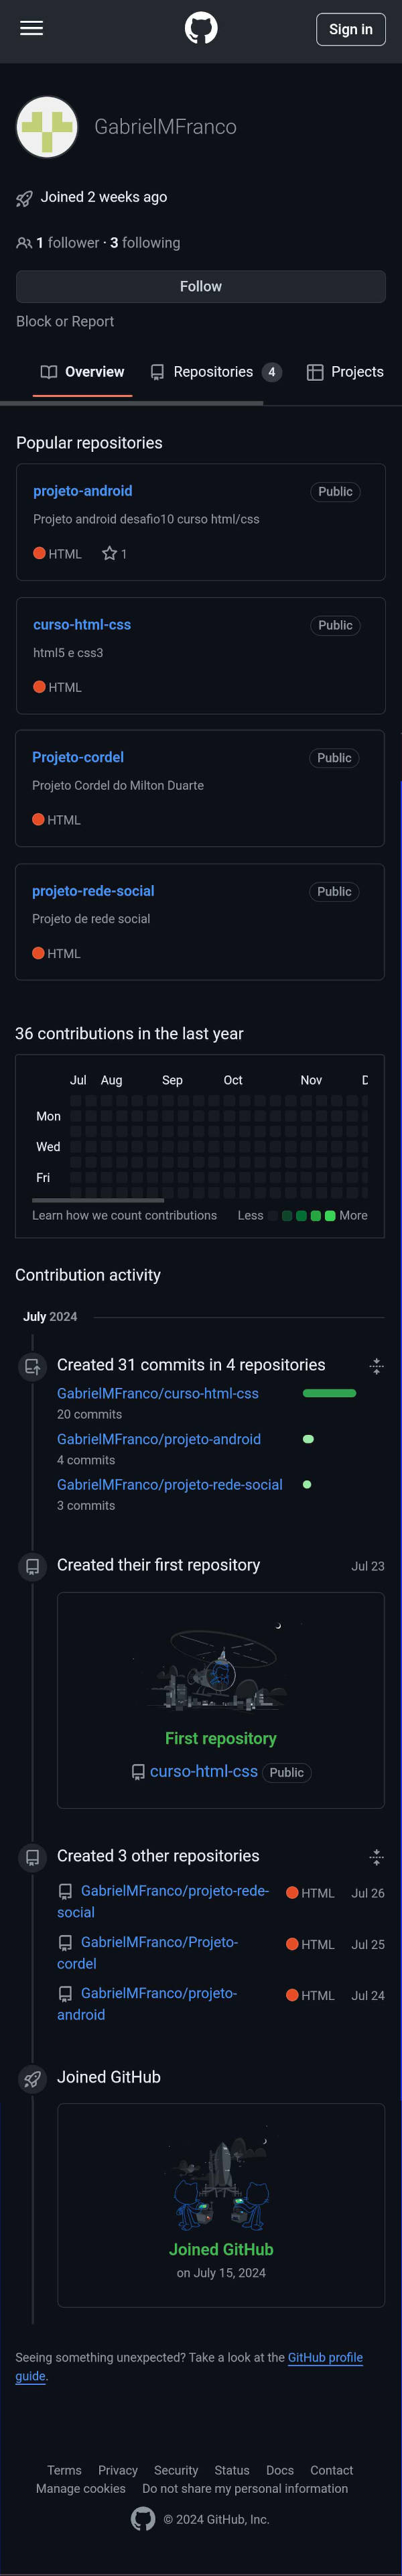 Sign in
GabrielMFranco
Joined 2 weeks ago
1 follower · 3 following
Follow
Block or Report
Overview Repositories 4 Projects
Popular repositories
projeto-android Public
Projeto android desafio10 curso html/css
HTML 1
curso-html-css Public
html5 e css3
HTML
Projeto-cordel Public
Projeto Cordel do Milton Duarte
HTML
projeto-rede-social Public
Projeto de rede social
HTML
36 contributions in the last year
Jul Aug Sep Oct Nov
Mon
Wed
Fri
Learn how we count contributions Less More
Contribution activity
July 2024
Created 31 commits in 4 repositories
GabrielMFranco/curso-html-css
20 commits
GabrielMFranco/projeto-android
4 commits
GabrielMFranco/projeto-rede-social
3 commits
Created their first repository Jul 23
First repository
curso-html-css Public
Created 3 other repositories
GabrielMFranco/projeto-rede- HTML Jul 26
social
GabrielMFranco/Projeto- HTML Jul 25
cordel
GabrielMFranco/projeto- HTML Jul 24
android
Joined GitHub
Joined GitHub
on July 15, 2024
Seeing something unexpected? Take a look at the GitHub profile
guide.
Terms Privacy Security Status Docs Contact
Manage cookies Do not share my personal information
© 2024 GitHub, Inc.